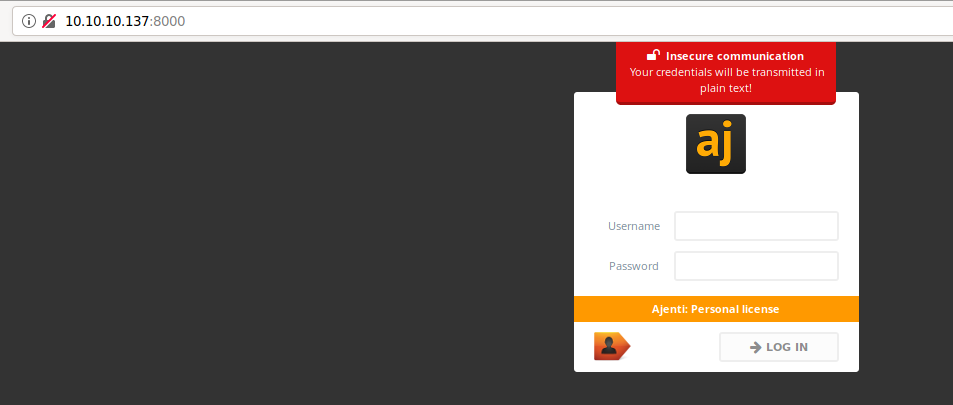 10.10.10.137:8000
Insecure communication
Your credentials will be transmitted in
plain text!
aj
Username
Password
Ajenti: Personal license
LOG IN